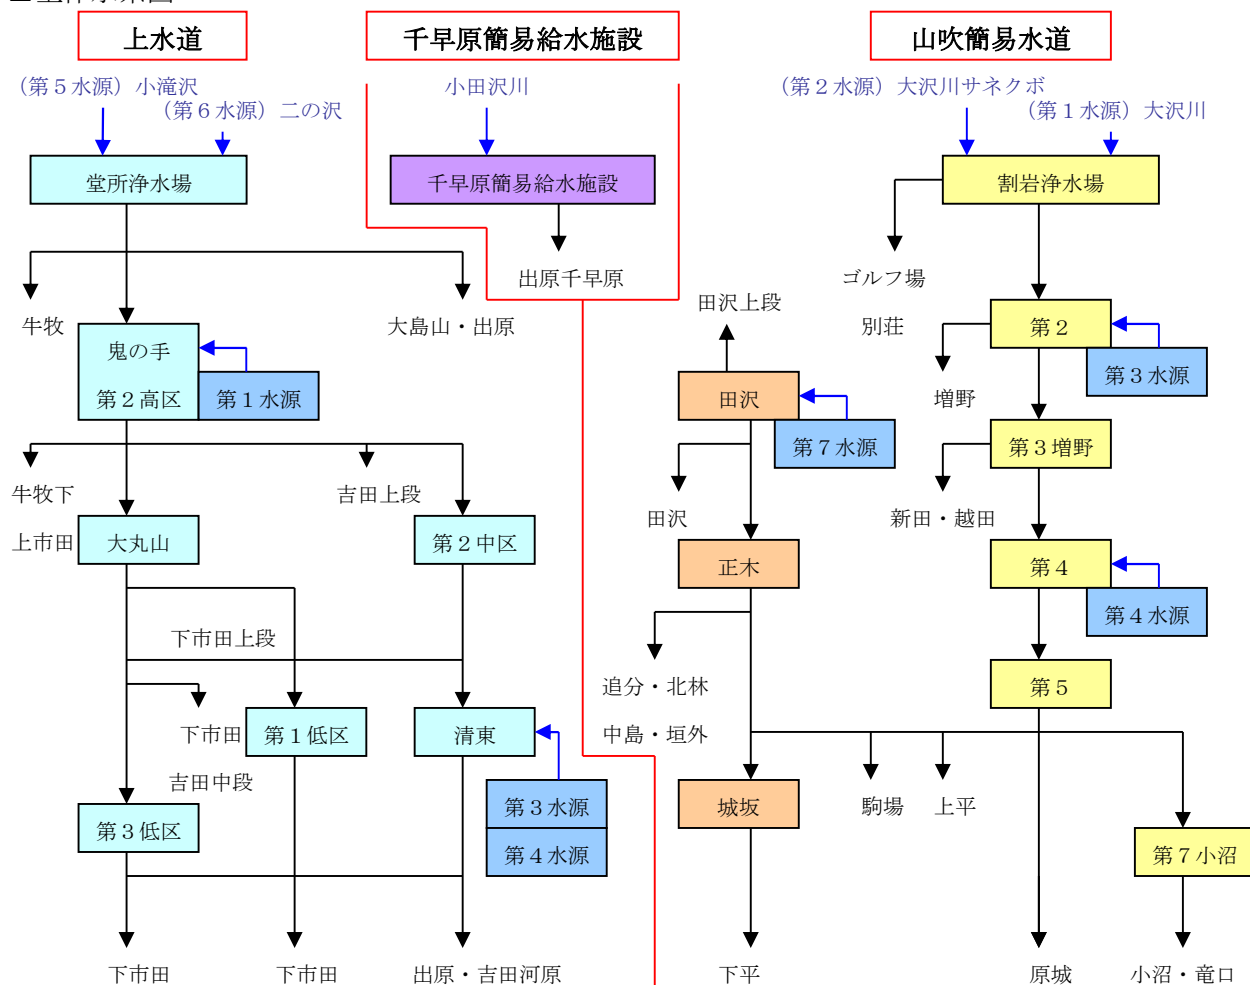 上水道
千早原簡易給水施設
山吹簡易水道
(第5水源)小滝沢
小田沢川
(第2水源)大沢川サネクボ
(第6水源)二の沢
(第1水源)大沢川
堂所浄水場
千早原簡易給水施設
割岩浄水場
出原千早原
ゴルフ場
田沢上段
牛牧
大島山・出原
別荘
第2
鬼の手
第2高区
第1水源
第3水源
田沢
増野
第7水源
第3増野
牛牧下
吉田上段
田沢
新田・越田
上市田
大丸山
第2中区
正木
第4
第4水源
下市田上段
追分・北林
第5
下市田
第1低区
清東
中島・垣外
吉田中段
第3低区
第3水源
第4水源
城坂
駒場
上平
第7小沼
下市田
下市田
出原・吉田河原
下平
原城
小沼・竜口